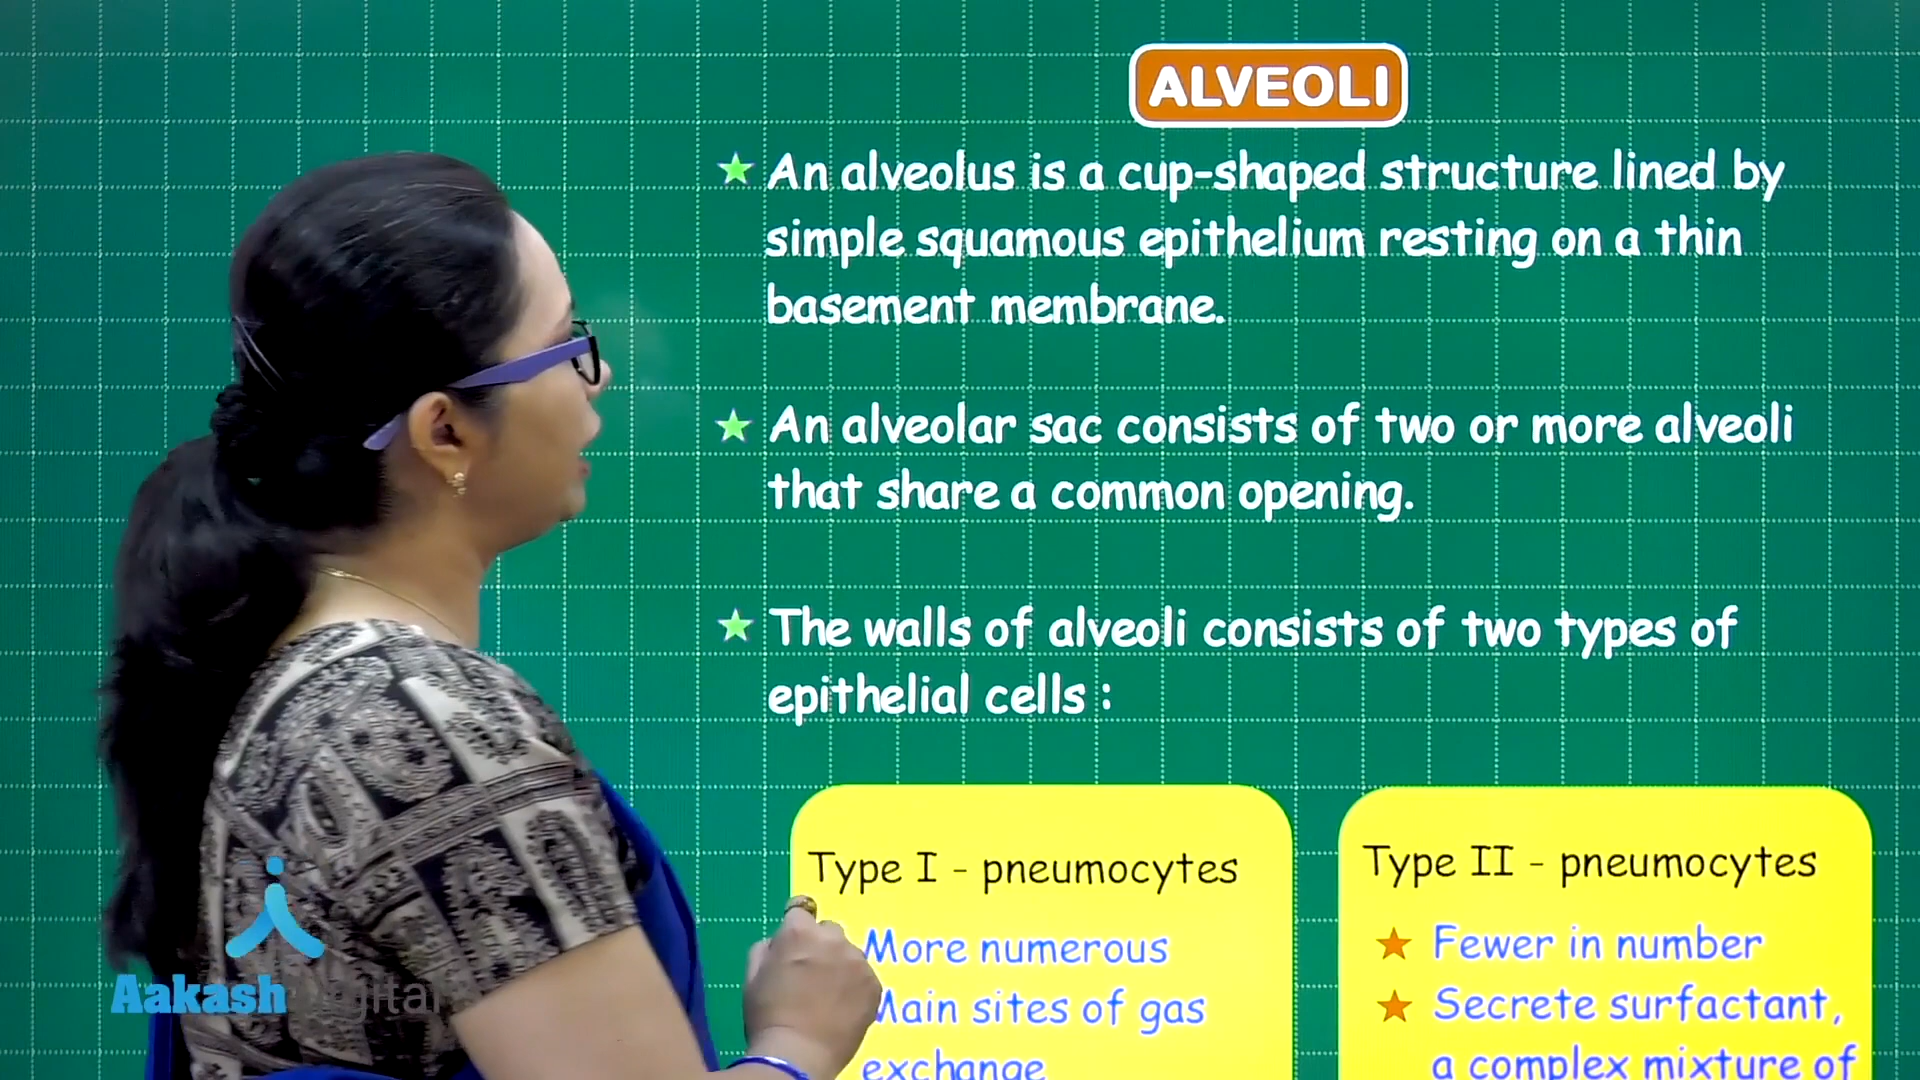 ALVEOLI
An alveolus is a cup-shaped structure lined by
simple squamous epithelium resting on a thin
basement membrane.
An alveolar sac consists of two or more alveoli
that share a common opening.
The walls of alveoli consists of two types of
epithelial cells :
Type I - pneumocytes
More numerous
Main sites of gas
exchange
Type II - pneumocytes
Fewer in number
Secrete surfactant,
a complex mixture of
Aakash Digital